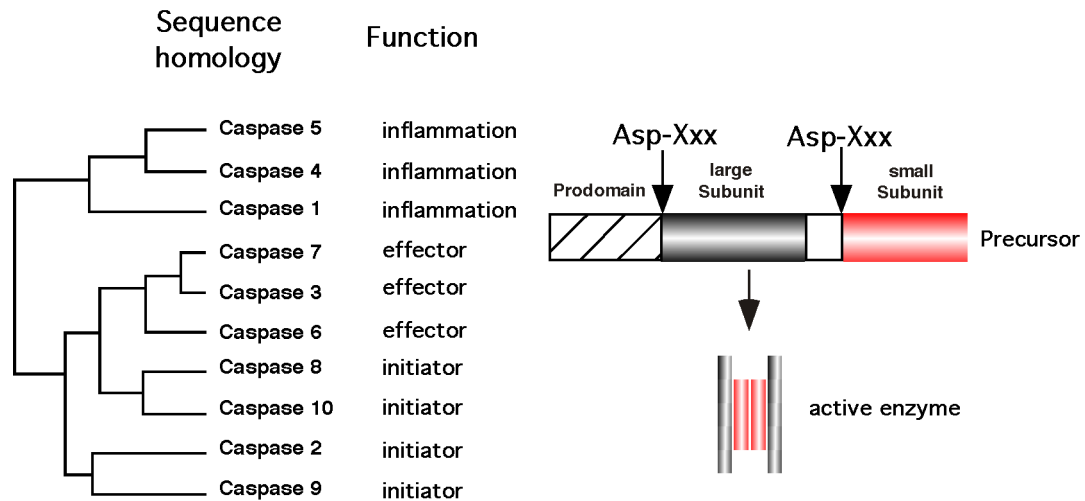 Sequence
homology
Function
Caspase 5 inflammation
Caspase 4 inflammation
Caspase 1 inflammation
Caspase 7 effector
Caspase 3 effector
Caspase 6 effector
Caspase 8 initiator
Caspase 10 initiator
Caspase 2 initiator
Caspase 9 initiator
Asp-Xxx Asp-Xxx
Prodomain
large
Subunit
small
Subunit
Precursor
active enzyme